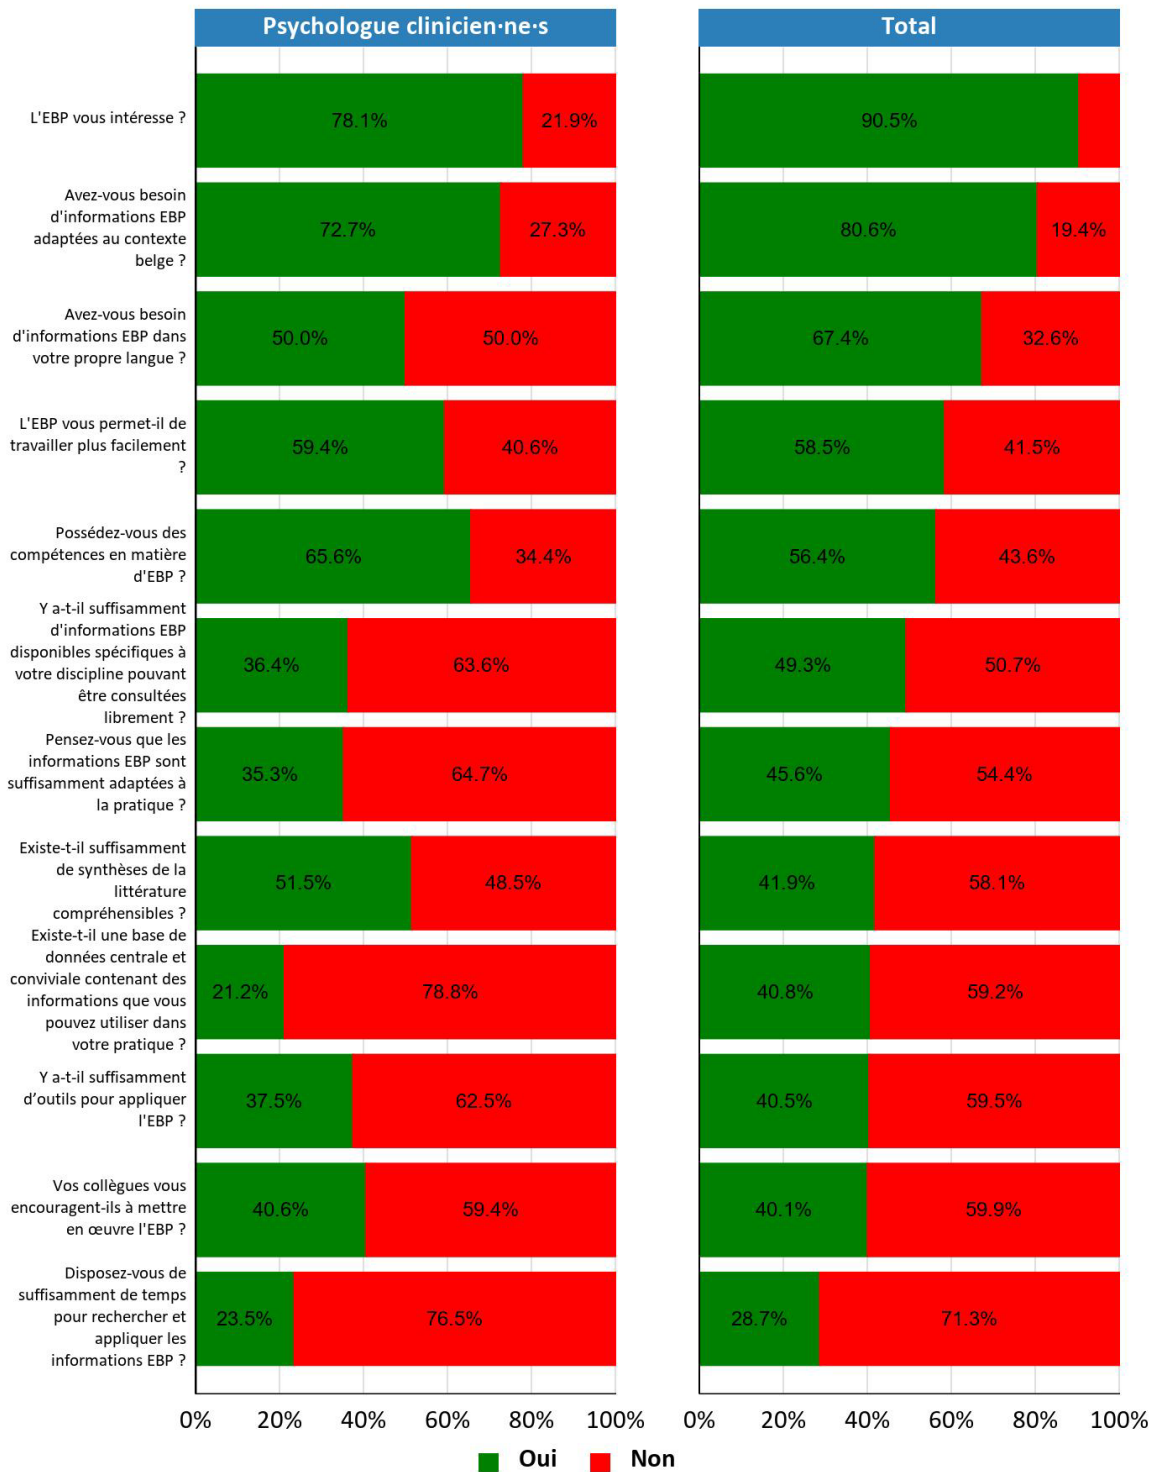 Psychologue clinicien·ne·s
Total
L'EBP vous intéresse ?
78.1%
21.9%
90.5%
Avez-vous besoin
d'informations EBP
adaptées au contexte
belge ?
72.7%
27.3%
80.6%
19.4%
Avez-vous besoin
d'informations EBP dans
votre propre langue ?
50.0%
50.0%
67.4%
32.6%
L'EBP vous permet-il de
travailler plus facilement
?
59.4%
40.6%
58.5%
41.5%
Possédez-vous des
compétences en matière
d'EBP ?
65.6%
34.4%
56.4%
43.6%
Y a-t-il suffisamment
d'informations EBP
disponibles spécifiques à
votre discipline pouvant
être consultées
librement ?
36.4%
63.6%
49.3%
50.7%
Pensez-vous que les
informations EBP sont
suffisamment adaptées à
la pratique ?
35.3%
64.7%
45.6%
54.4%
Existe-t-il suffisamment
de synthèses de la
littérature
compréhensibles ?
51.5%
48.5%
41.9%
58.1%
Existe-t-il une base de
données centrale et
conviviale contenant des
informations que vous
pouvez utiliser dans
votre pratique ?
21.2%
78.8%
40.8%
59.2%
Y a-t-il suffisamment
d’outils pour appliquer
l'EBP ?
37.5%
62.5%
40.5%
59.5%
Vos collègues vous
encouragent-ils à mettre
en œuvre l'EBP ?
40.6%
59.4%
40.1%
59.9%
Disposez-vous de
suffisamment de temps
pour rechercher et
appliquer les
informations EBP ?
23.5%
76.5%
28.7%
71.3%
0% 20% 40% 60% 80% 100%
0% 20% 40% 60% 80% 100%
Oui Non